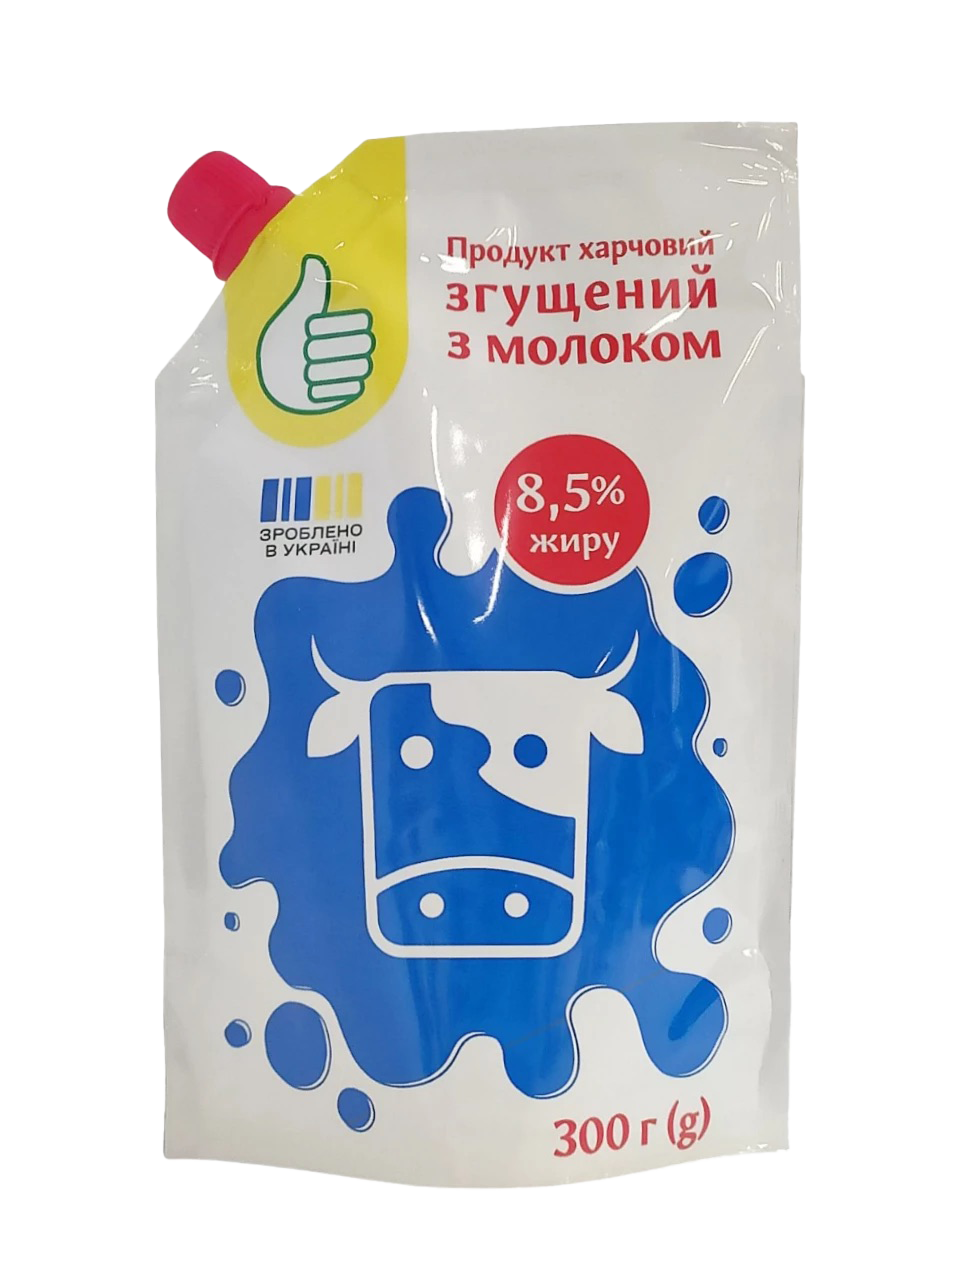 Продукт харчовий
згущений
з молоком
8,5%
жиру
ЗРОБЛЕНО
В УКРАЇНІ
300 г (g)